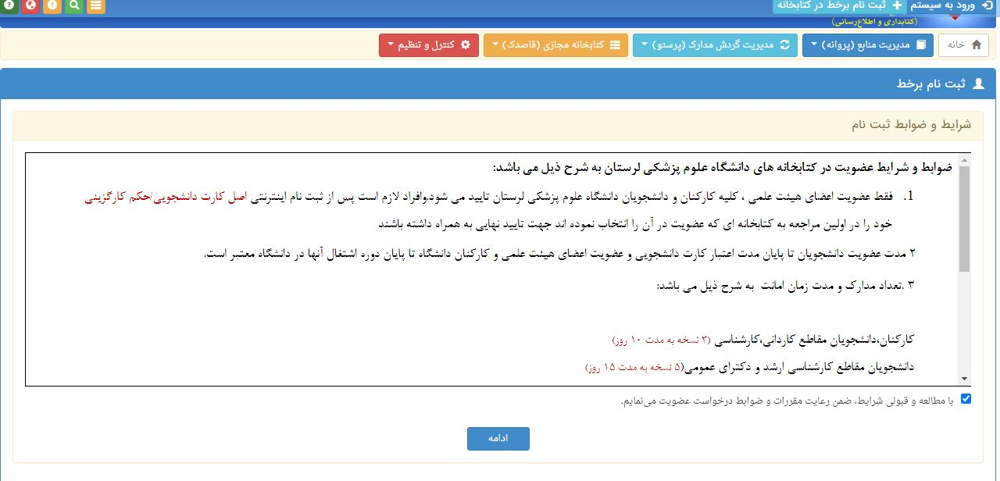 ورود به سیستم
ثبت نام برخط در کتابخانه
(کتابداری و اطلاع‌رسانی)
خانه
مدیریت منابع (پروانه)
مدیریت گردش مدارک (پرستو)
کتابخانه مجازی (قاصدک)
کنترل و تنظیم
ثبت نام برخط
شرایط و ضوابط ثبت نام
ضوابط و شرایط عضویت در کتابخانه های دانشگاه علوم پزشکی لرستان به شرح ذیل می باشد:
1. فقط عضویت اعضای هیئت علمی ، کلیه کارکنان و دانشجویان دانشگاه علوم پزشکی لرستان تایید می شود.وافراد لازم است پس از ثبت نام اینترنتی اصل کارت دانشجویی/حکم کارگزینی
خود را در اولین مراجعه به کتابخانه ای که عضویت در آن را انتخاب نموده اند جهت تایید نهایی به همراه داشته باشند
۲ مدت عضویت دانشجویان تا پایان مدت اعتبار کارت دانشجویی و عضویت اعضای هیئت علمی و کارکنان دانشگاه تا پایان دوره اشتغال آنها در دانشگاه معتبر است.
۳ .تعداد مدارک و مدت زمان امانت به شرح ذیل می باشد:
کارکنان،دانشجویان مقاطع کاردانی،کارشناسی (۳ نسخه به مدت ۱۰ روز)
دانشجویان مقاطع کارشناسی ارشد و دکترای عمومی(۵ نسخه به مدت ۱۵ روز)
با مطالعه و قبولی شرایط، ضمن رعایت مقررات و ضوابط درخواست عضویت می‌نمایم.
ادامه